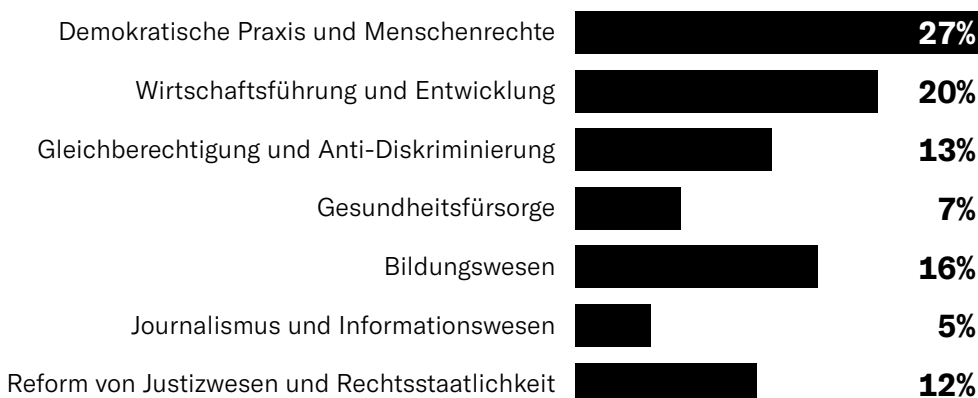 Demokratische Praxis und Menschenrechte 27%
Wirtschaftsführung und Entwicklung 20%
Gleichberechtigung und Anti-Diskriminierung 13%
Gesundheitsfürsorge 7%
Bildungswesen 16%
Journalismus und Informationswesen 5%
Reform von Justizwesen und Rechtsstaatlichkeit 12%